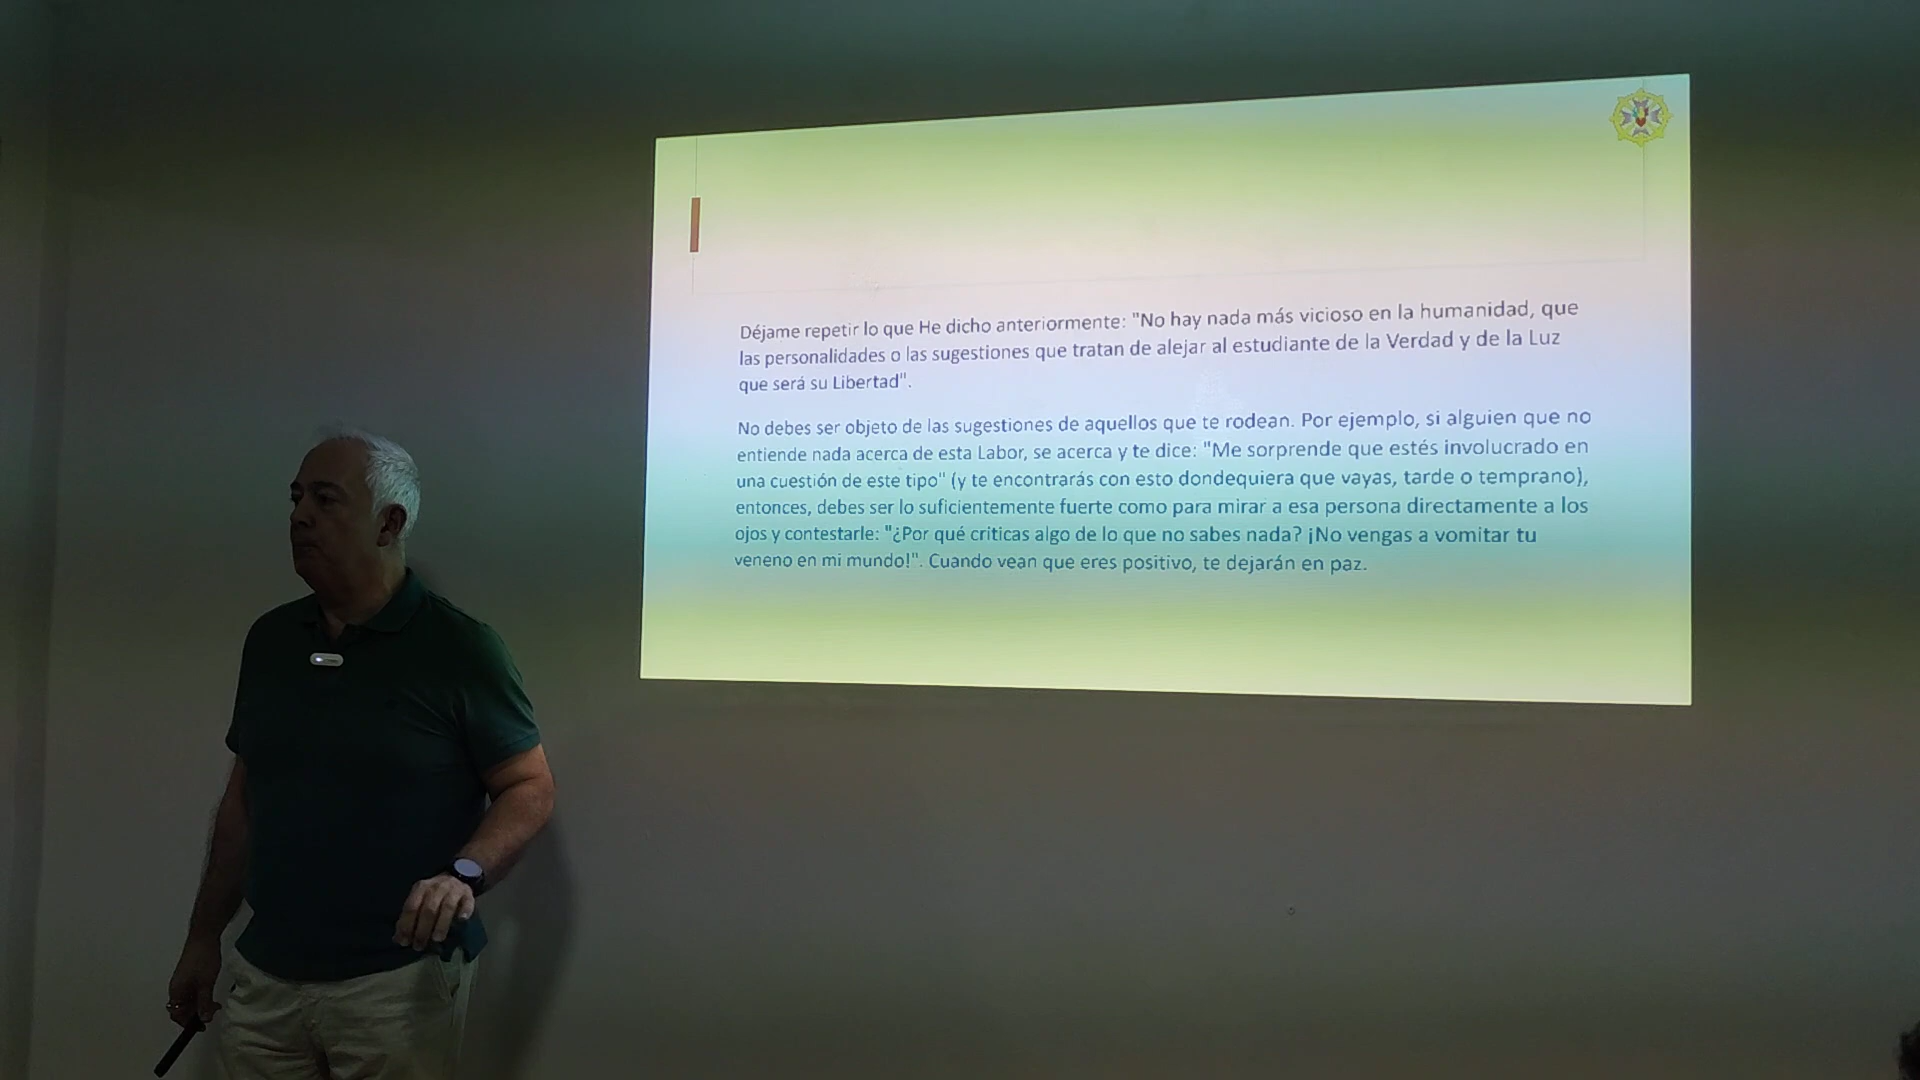 Déjame repetir lo que He dicho anteriormente: "No hay nada más vicioso en la humanidad, que
las personalidades o las sugestiones que tratan de alejar al estudiante de la Verdad y de la Luz
que será su Libertad".
No debes ser objeto de las sugestiones de aquellos que te rodean. Por ejemplo, si alguien que no
entiende nada acerca de esta Labor, se acerca y te dice: "Me sorprende que estés involucrado en
una cuestión de este tipo" (y te encontrarás con esto dondequiera que vayas, tarde o temprano),
entonces, debes ser lo suficientemente fuerte como para mirar a esa persona directamente a los
ojos y contestarle: "¿Por qué criticas algo de lo que no sabes nada? ¡No vengas a vomitar tu
veneno en mi mundo!". Cuando vean que eres positivo, te dejarán en paz.